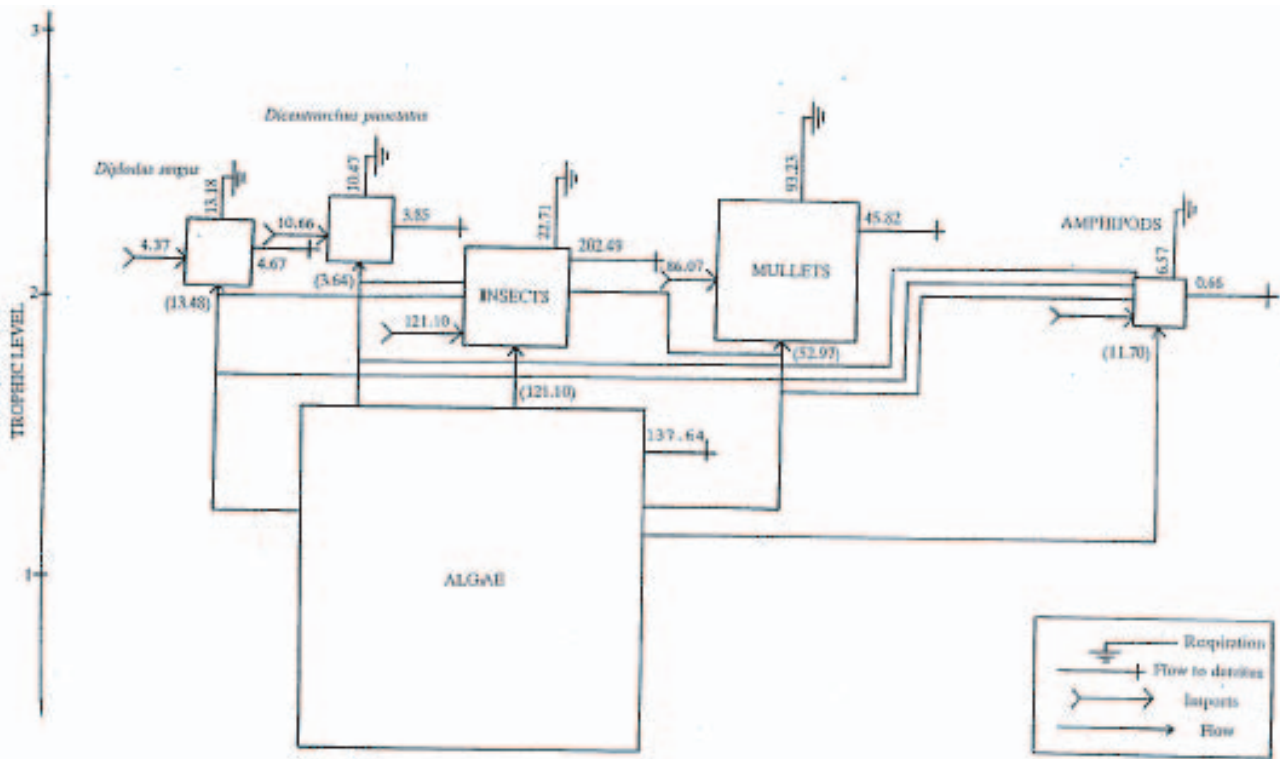 3
Dicentrarchus punctatus
Diplodus sargus
13.18
10.47
22.71
93.23
6.57
AMPHIPODS
4.37
4.67
10.66
3.85
(3.64)
(13.48)
202.49
INSECTS
121.10
86.07
MULLETS
45.82
0.66
2
(52.97)
(11.70)
(121.10)
TROPHIC LEVEL
137.64
1
ALGAE
Respiration
Flow to detritus
Imports
Flow